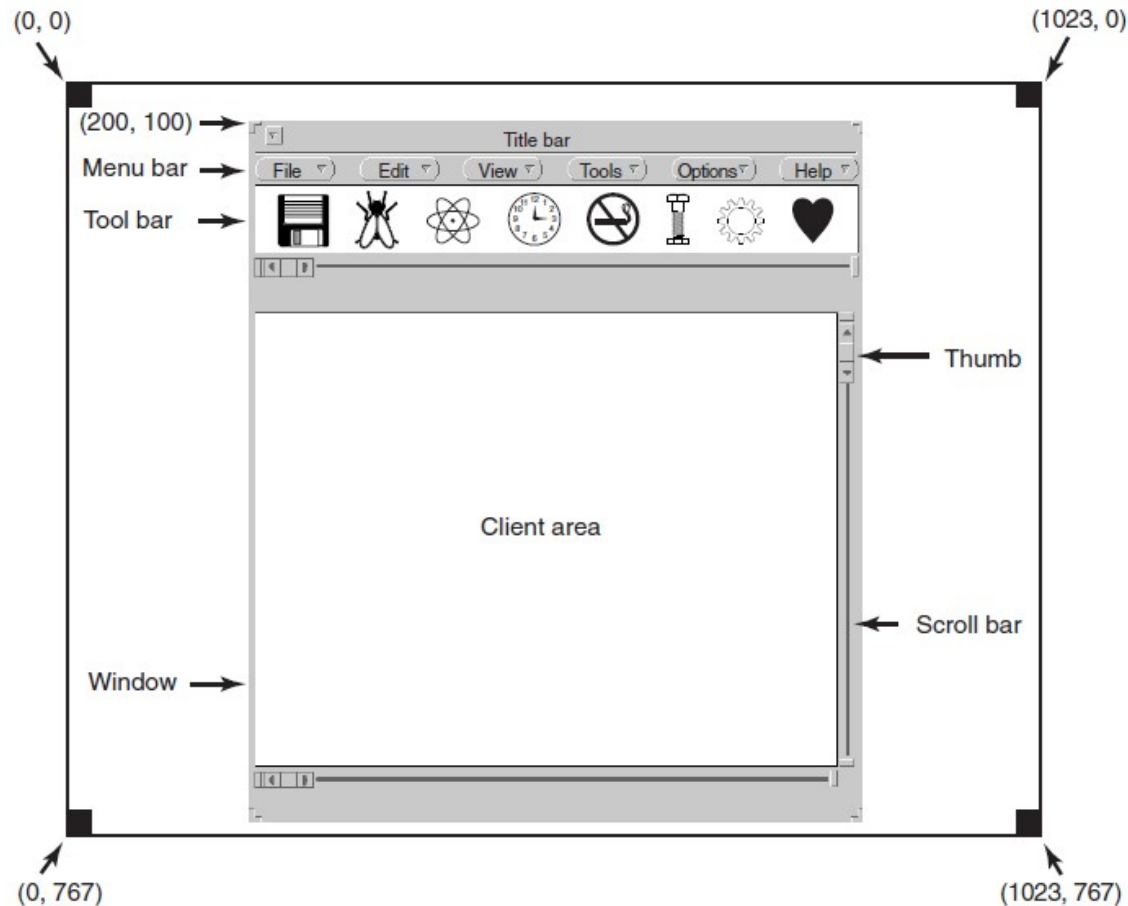 (0, 0)
(1023, 0)
(200, 100)
Title bar
Menu bar
File
Edit
View
Tools
Options
Help
Tool bar
Thumb
Client area
Scroll bar
Window
(0, 767)
(1023, 767)